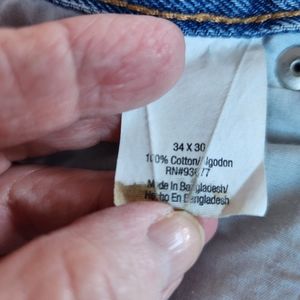 34 X 30
100% Cotton/Algodon
Made In Bangladesh/
Hecho En Bangladesh